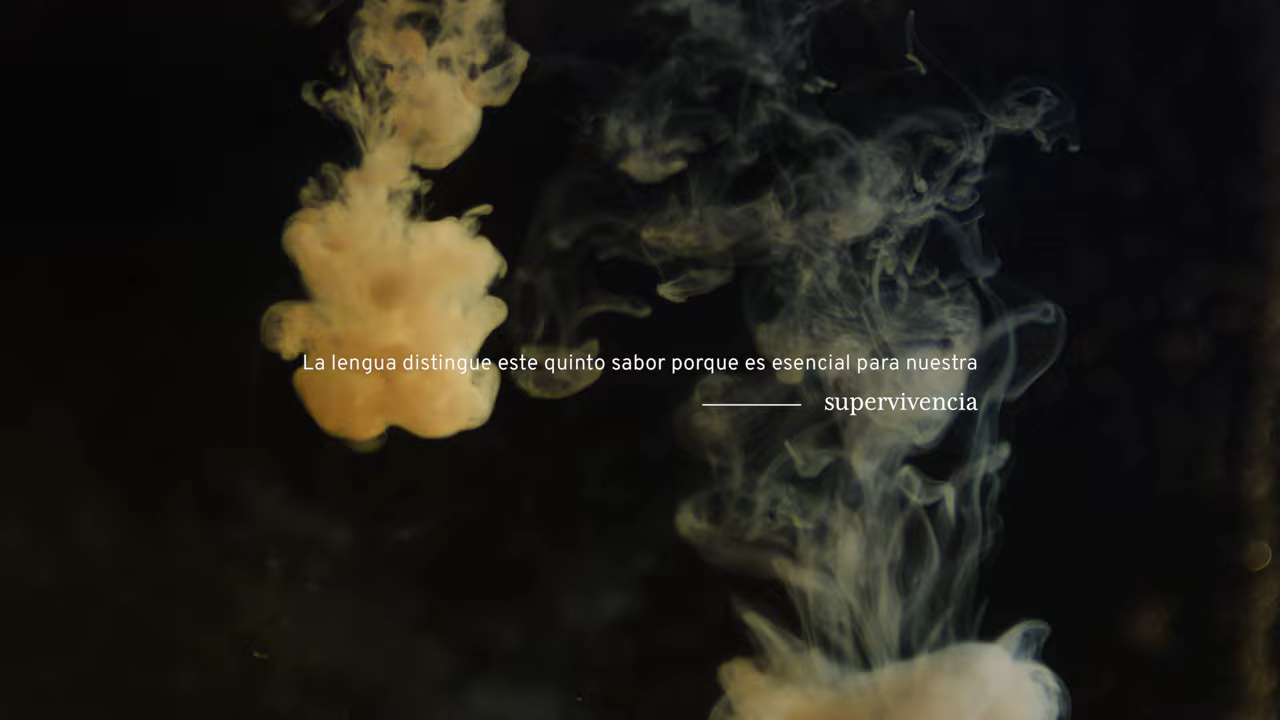 La lengua distingue este quinto sabor porque es esencial para nuestra
supervivencia